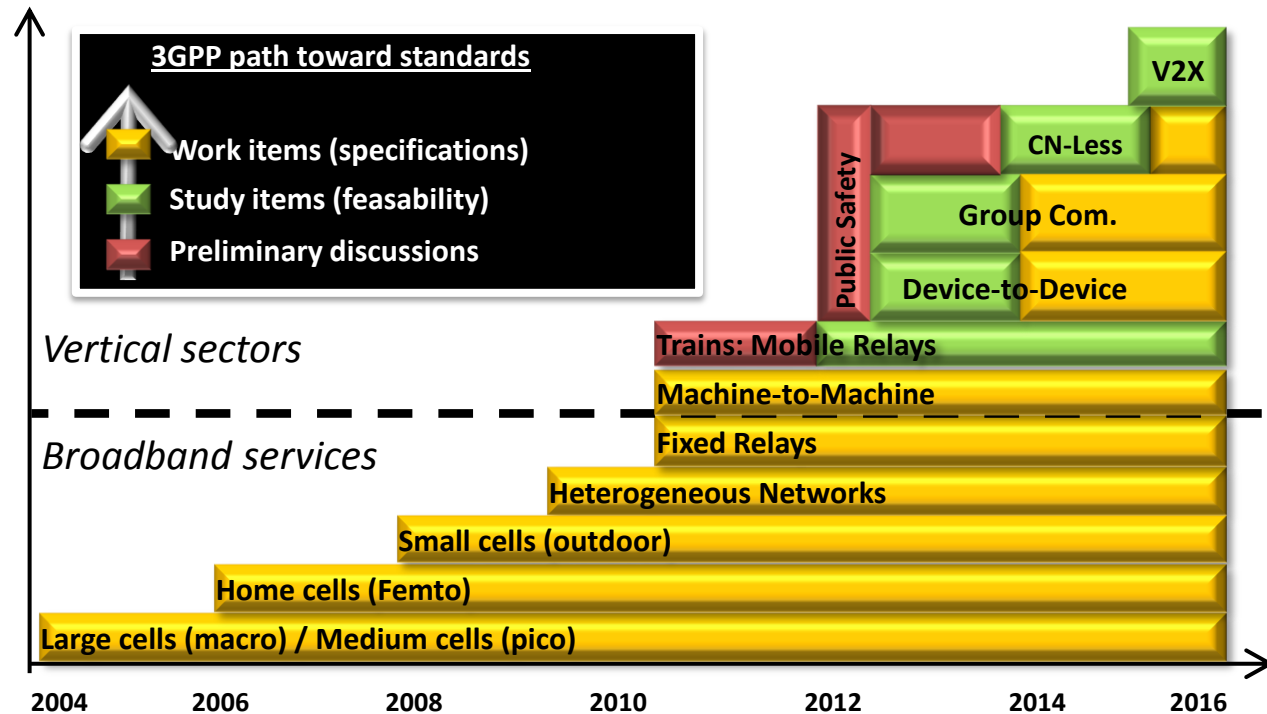 3GPP path toward standards
Work items (specifications)
Study items (feasability)
Preliminary discussions
V2X
CN-Less
Public Safety
Group Com.
Device-to-Device
Vertical sectors
Trains: Mobile Relays
Machine-to-Machine
Broadband services
Fixed Relays
Heterogeneous Networks
Small cells (outdoor)
Home cells (Femto)
Large cells (macro) / Medium cells (pico)
2004 2006 2008 2010 2012 2014 2016